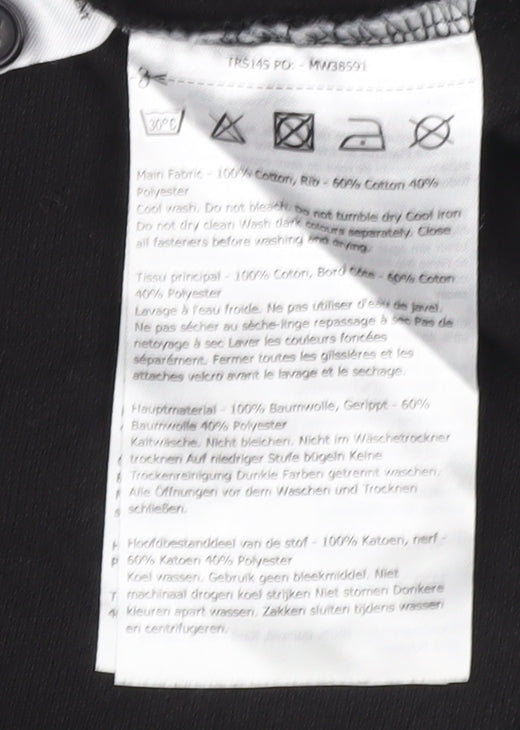 TRS145 PO: - MW38591
30°C
Main Fabric - 100% Cotton, Rib - 60% Cotton 40%
Polyester
Cool wash. Do not bleach. Do not tumble dry Cool iron
Do not dry clean Wash dark colours separately. Close
all fasteners before washing and drying.
Tissu principal - 100% Coton, Bord Côte - 60% Coton
40% Polyester
Lavage à l'eau froide. Ne pas utiliser d'eau de javel.
Ne pas sécher au sèche-linge repassage à sec Pas de
netoyage à sec Laver les couleurs foncées
séparément. Fermer toutes les glissières et les
attaches velcro avant le lavage et le sechage.
Hauptmaterial - 100% Baumwolle, Gerippt - 60%
Baumwolle 40% Polyester
Kaltwäsche. Nicht bleichen. Nicht im Wäschetrockner
trocknen Auf niedriger Stufe bügeln Keine
Trockenreinigung Dunkle Farben getrennt waschen.
Alle Öffnungen vor dem Waschen und Trocknen
schließen.
Hoofdbestanddeel van de stof - 100% Katoen, nerf -
60% Katoen 40% Polyester
Koel wassen. Gebruik geen bleekmiddel. Niet
machinaal drogen koel strijken Niet stomen Donkere
kleuren apart wassen. Zakken sluiten tijdens wassen
en centrifugeren.